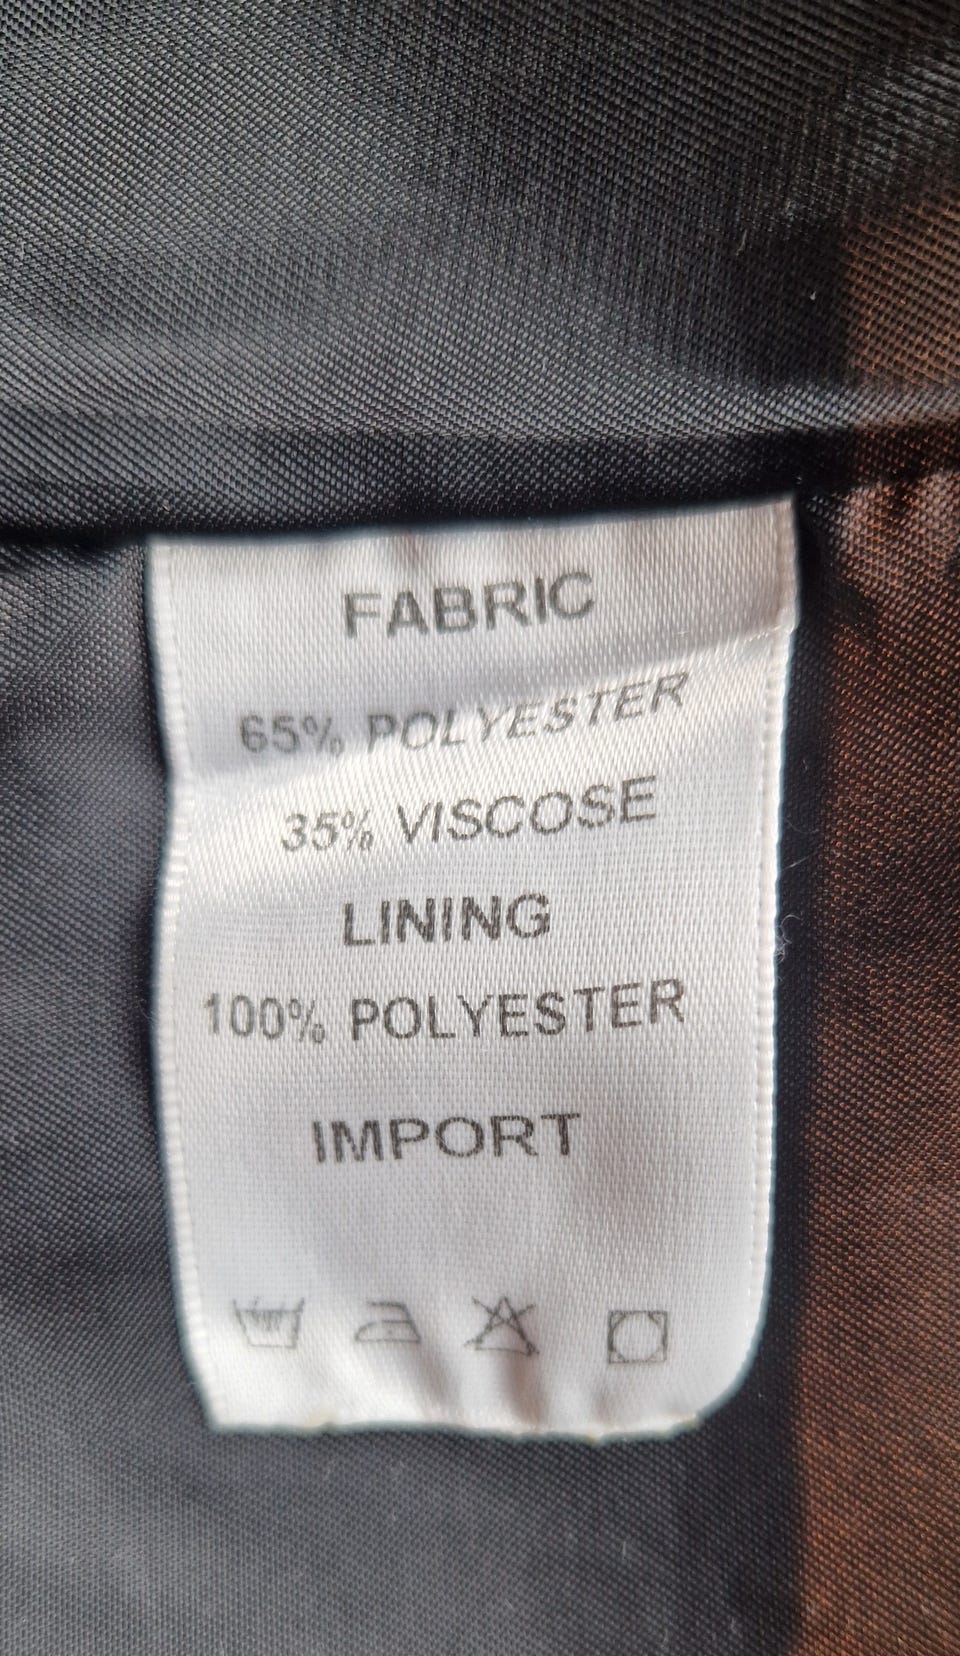 FABRIC
65% POLYESTER
35% VISCOSE
LINING
100% POLYESTER
IMPORT